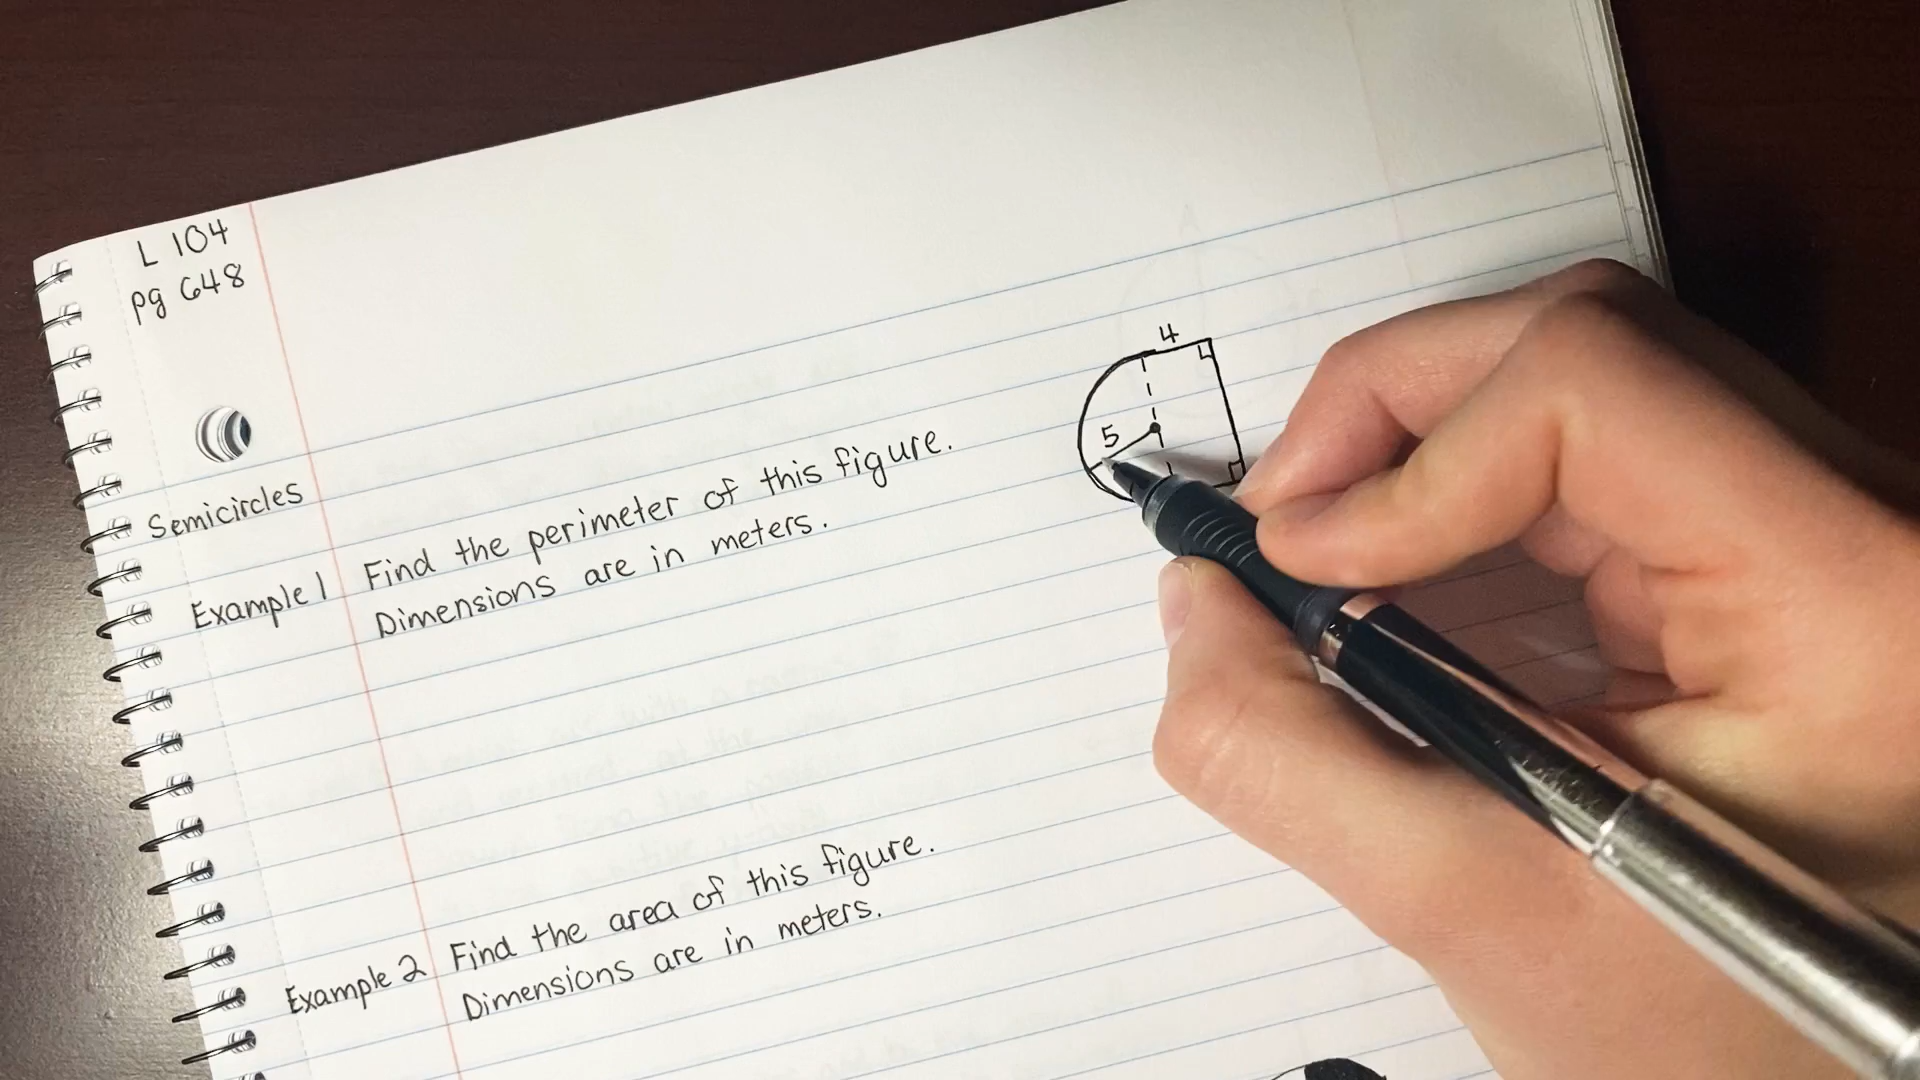 L 104
pg 648
Semicircles
Example 1
Find the perimeter of this figure.
Dimensions are in meters.
4
5
Example 2
Find the area of this figure.
Dimensions are in meters.